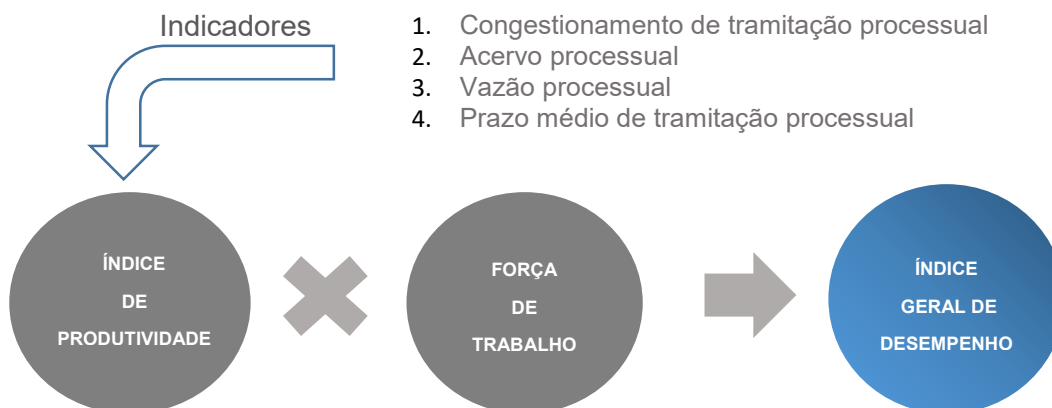 Indicadores
1. Congestionamento de tramitação processual
2. Acervo processual
3. Vazão processual
4. Prazo médio de tramitação processual
ÍNDICE
DE
PRODUTIVIDADE
FORÇA
DE
TRABALHO
ÍNDICE
GERAL DE
DESEMPENHO